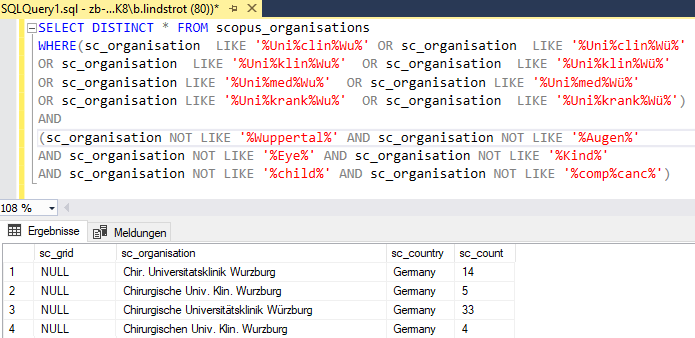 SQLQuery1.sql - zb-...K8\b.lindstrot (80))* ✕
SELECT DISTINCT * FROM scopus_organisations
WHERE(sc_organisation LIKE '%Uni%clin%Wu%' OR sc_organisation LIKE '%Uni%clin%Wü%'
OR sc_organisation LIKE '%Uni%klin%Wu%' OR sc_organisation LIKE '%Uni%klin%Wü%'
OR sc_organisation LIKE '%Uni%med%Wu%' OR sc_organisation LIKE '%Uni%med%Wü%'
OR sc_organisation LIKE '%Uni%krank%Wu%' OR sc_organisation LIKE '%Uni%krank%Wü%')
AND
(sc_organisation NOT LIKE '%Wuppertal%' AND sc_organisation NOT LIKE '%Augen%'
AND sc_organisation NOT LIKE '%Eye%' AND sc_organisation NOT LIKE '%Kind%'
AND sc_organisation NOT LIKE '%child%' AND sc_organisation NOT LIKE '%comp%canc%')
108 %
Ergebnisse Meldungen
sc_grid sc_organisation sc_country sc_count
1 NULL Chir. Universitatsklinik Wurzburg Germany 14
2 NULL Chirurgische Univ. Klin. Wurzburg Germany 5
3 NULL Chirurgische Universitätsklinik Würzburg Germany 33
4 NULL Chirurgischen Univ. Klin. Wurzburg Germany 4